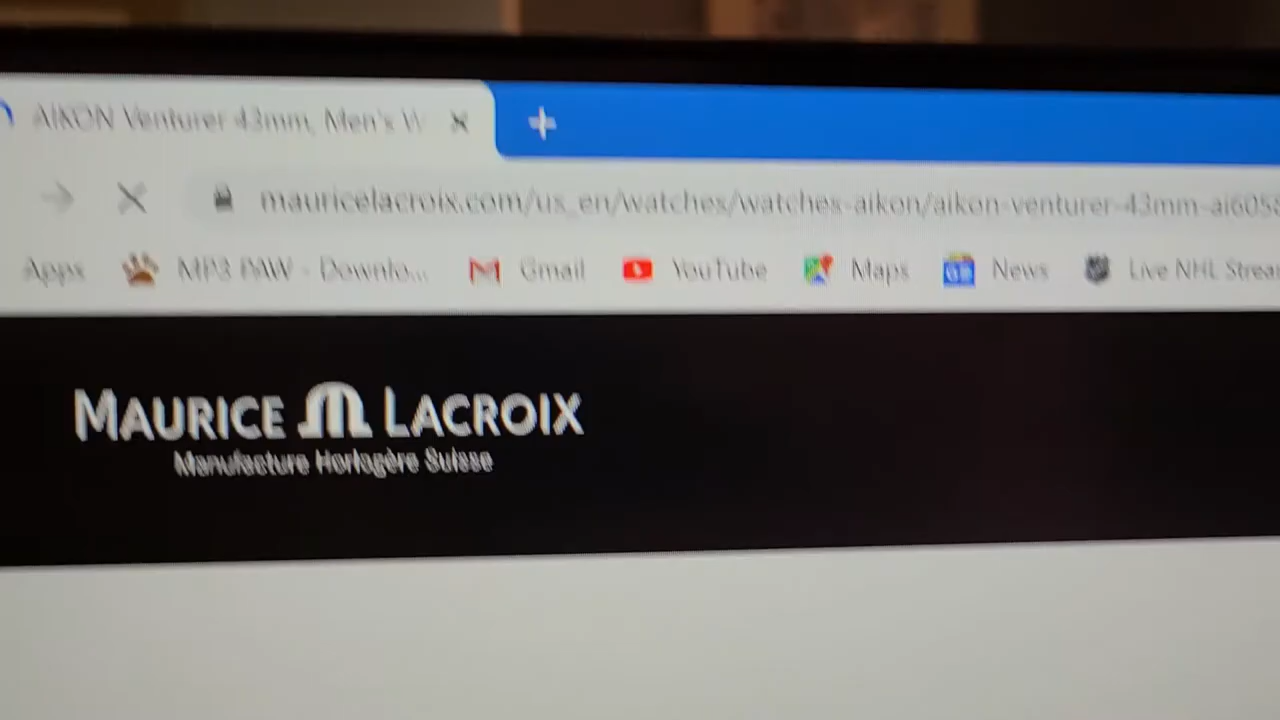 AIKON Venturer 43mm, Men's W
mauricelacroix.com/us_en/watches/watches-aikon/aikon-venturer-43mm-ai6058
Apps MP3 PAW - Downlo... Gmail YouTube Maps News Live NHL Strea
MAURICE LACROIX
Manufacture Horlogère Suisse